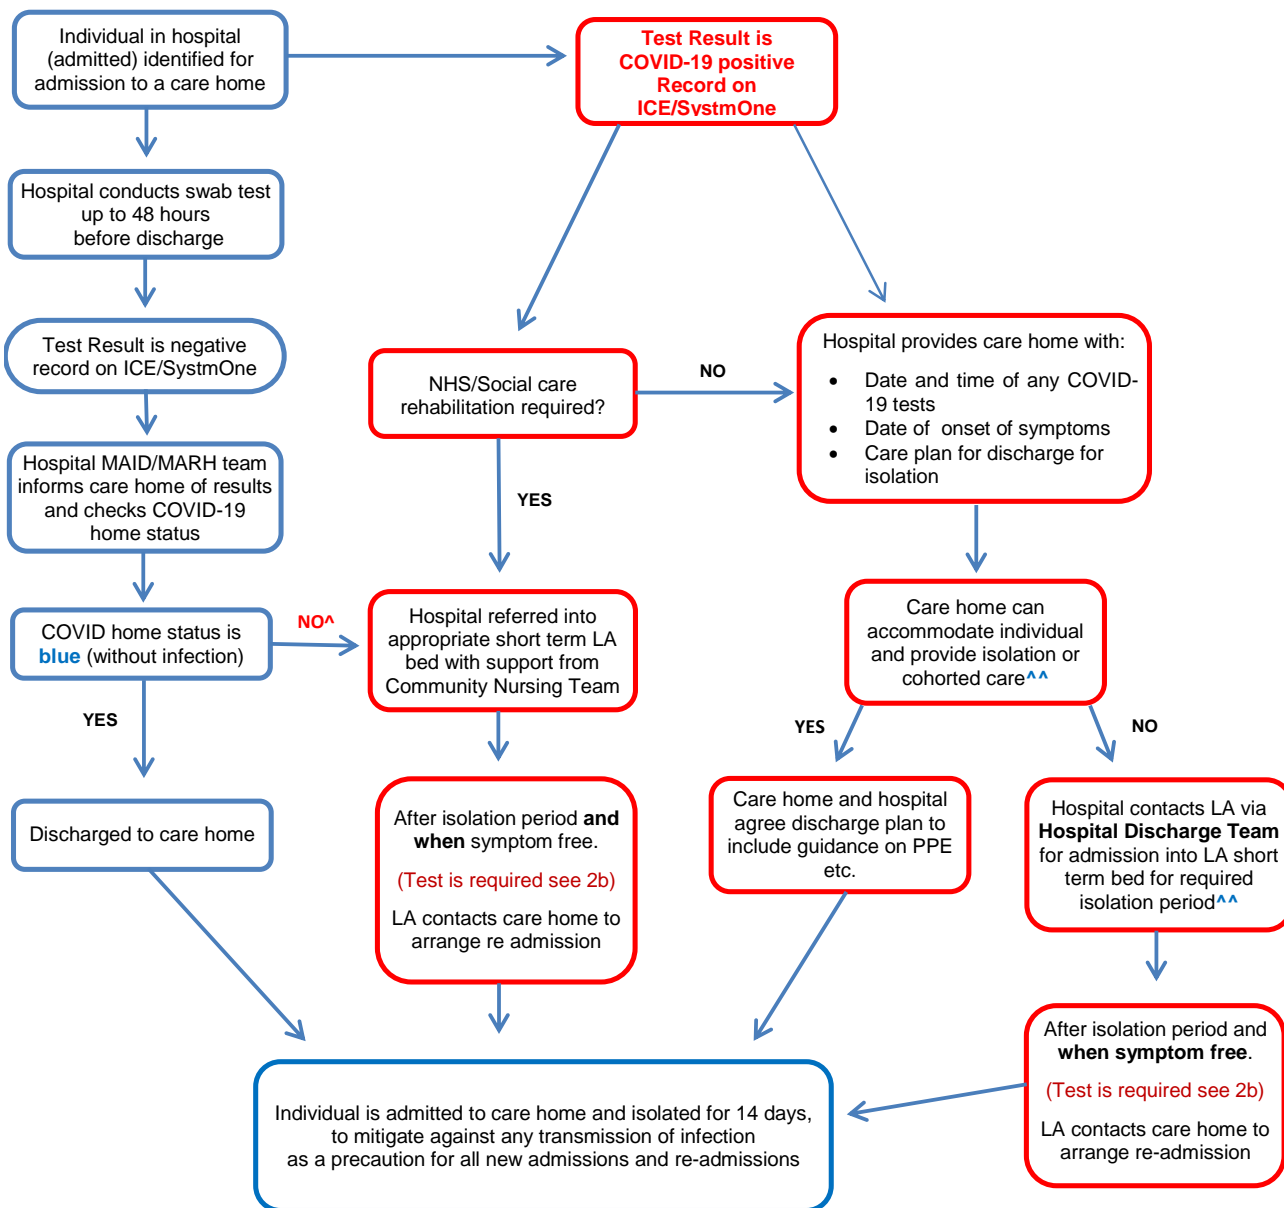 Individual in hospital
(admitted) identified for
admission to a care home
Test Result is
COVID-19 positive
Record on
ICE/SystmOne
Hospital conducts swab test
up to 48 hours
before discharge
Test Result is negative
record on ICE/SystmOne
NHS/Social care
rehabilitation required?
NO
Hospital provides care home with:
• Date and time of any COVID-
19 tests
• Date of onset of symptoms
• Care plan for discharge for
isolation
Hospital MAID/MARH team
informs care home of results
and checks COVID-19
home status
YES
COVID home status is
blue (without infection)
NO^
Hospital referred into
appropriate short term LA
bed with support from
Community Nursing Team
Care home can
accommodate individual
and provide isolation or
cohorted care^^
YES
YES
NO
Discharged to care home
After isolation period and
when symptom free.
(Test is required see 2b)
LA contacts care home to
arrange re admission
Care home and hospital
agree discharge plan to
include guidance on PPE
etc.
Hospital contacts LA via
Hospital Discharge Team
for admission into LA short
term bed for required
isolation period^^
After isolation period and
when symptom free.
(Test is required see 2b)
LA contacts care home to
arrange re-admission
Individual is admitted to care home and isolated for 14 days,
to mitigate against any transmission of infection
as a precaution for all new admissions and re-admissions